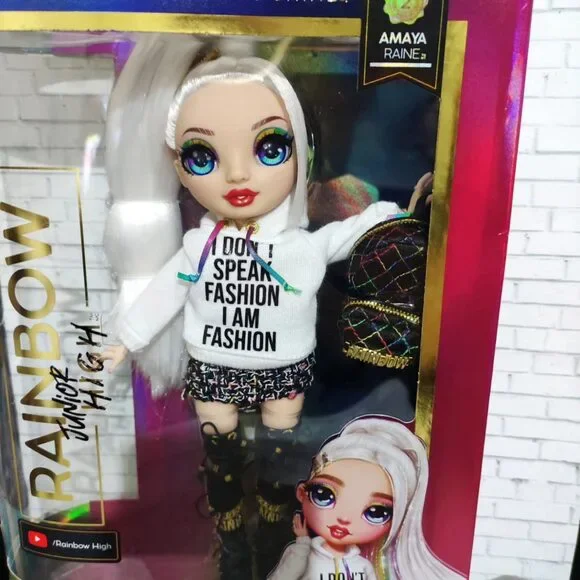 AMAYA
RAINE
RAINBOW
JUNIOR
HIGH
I DON'T
SPEAK
FASHION
I AM
FASHION
RAINBOW
/Rainbow High
I DON'T